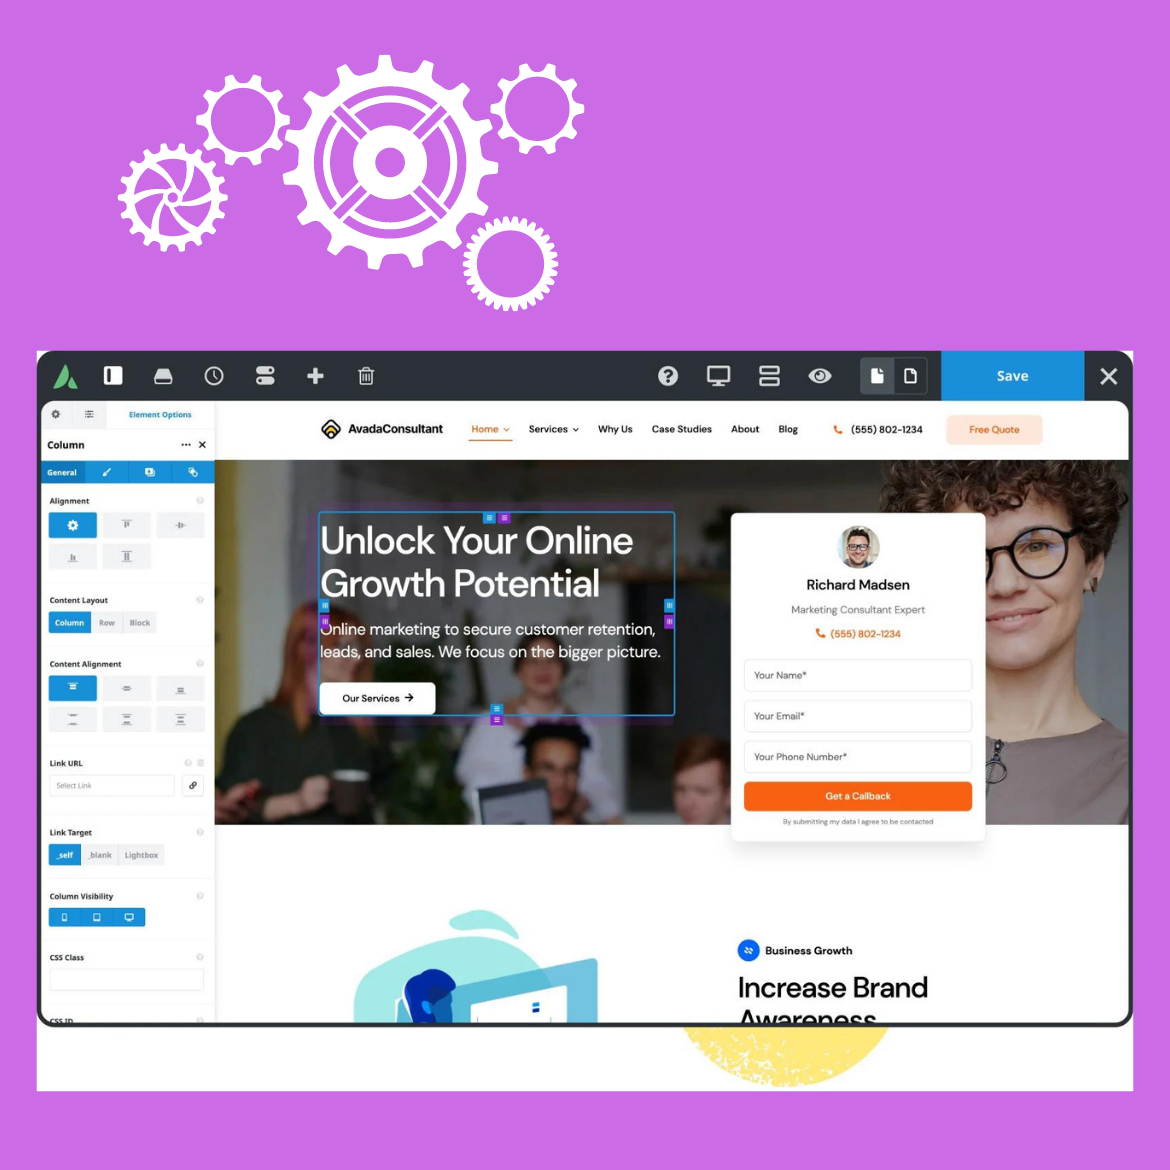 Save
Element Options
Column
General
Alignment
Content Layout
Column Row Block
Content Alignment
Link URL
Select Link
Link Target
_self _blank Lightbox
Column Visibility
CSS Class
CSS ID
AvadaConsultant Home Services Why Us Case Studies About Blog (555) 802-1234 Free Quote
Unlock Your Online
Growth Potential
Online marketing to secure customer retention,
leads, and sales. We focus on the bigger picture.
Our Services →
Richard Madsen
Marketing Consultant Expert
(555) 802-1234
Your Name*
Your Email*
Your Phone Number*
Get a Callback
By submitting my data I agree to be contacted
Business Growth
Increase Brand
Awareness